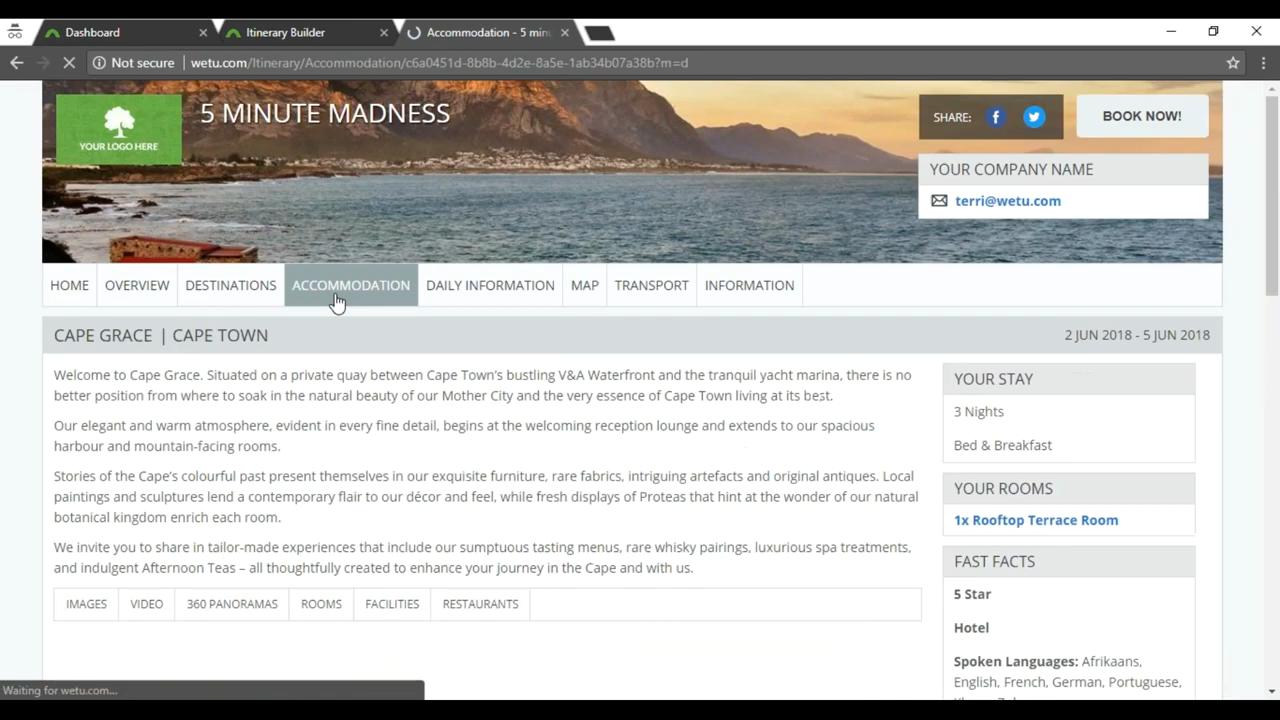 Dashboard
Itinerary Builder
Accommodation - 5 min
Not secure
wetu.com/Itinerary/Accommodation/c6a0451d-8b8b-4d2e-8a5e-1ab34b07a38b?m=d
YOUR LOGO HERE
5 MINUTE MADNESS
SHARE:
BOOK NOW!
YOUR COMPANY NAME
terri@wetu.com
HOME
OVERVIEW
DESTINATIONS
ACCOMMODATION
DAILY INFORMATION
MAP
TRANSPORT
INFORMATION
CAPE GRACE | CAPE TOWN
2 JUN 2018 - 5 JUN 2018
Welcome to Cape Grace. Situated on a private quay between Cape Town's bustling V&A Waterfront and the tranquil yacht marina, there is no
better position from where to soak in the natural beauty of our Mother City and the very essence of Cape Town living at its best.
Our elegant and warm atmosphere, evident in every fine detail, begins at the welcoming reception lounge and extends to our spacious
harbour and mountain-facing rooms.
Stories of the Cape's colourful past present themselves in our exquisite furniture, rare fabrics, intriguing artefacts and original antiques. Local
paintings and sculptures lend a contemporary flair to our décor and feel, while fresh displays of Proteas that hint at the wonder of our natural
botanical kingdom enrich each room.
We invite you to share in tailor-made experiences that include our sumptuous tasting menus, rare whisky pairings, luxurious spa treatments,
and indulgent Afternoon Teas – all thoughtfully created to enhance your journey in the Cape and with us.
IMAGES
VIDEO
360 PANORAMAS
ROOMS
FACILITIES
RESTAURANTS
YOUR STAY
3 Nights
Bed & Breakfast
YOUR ROOMS
1x Rooftop Terrace Room
FAST FACTS
5 Star
Hotel
Spoken Languages: Afrikaans,
English, French, German, Portuguese,
Waiting for wetu.com...